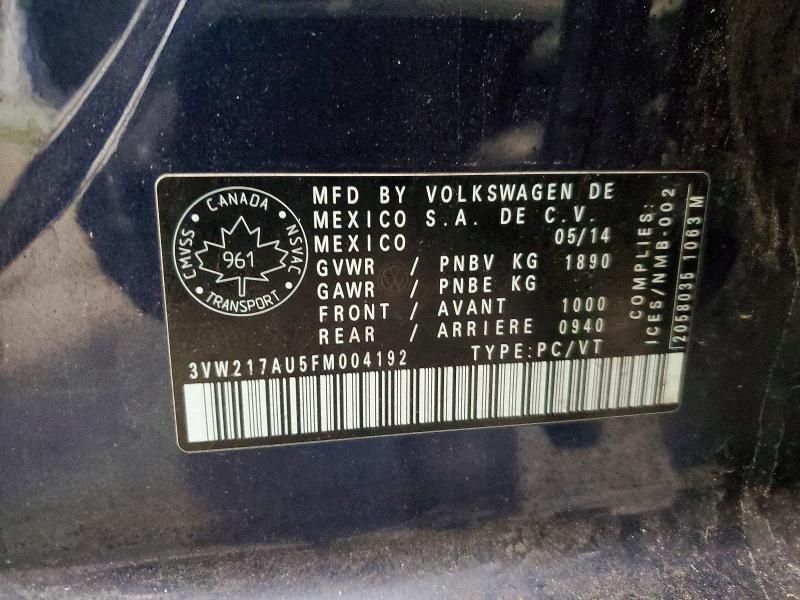 CANADA
CMVSS
NSVAC
961
TRANSPORT
MFD BY VOLKSWAGEN DE
MEXICO S.A. DE C.V.
MEXICO 05/14
GVWR / PNBV KG 1890
GAWR / PNBE KG
FRONT / AVANT 1000
REAR / ARRIERE 0940
3VW217AU5FM004192 TYPE:PC/VT
COMPLIES:
ICES/NMB-002
2058035 1063 M